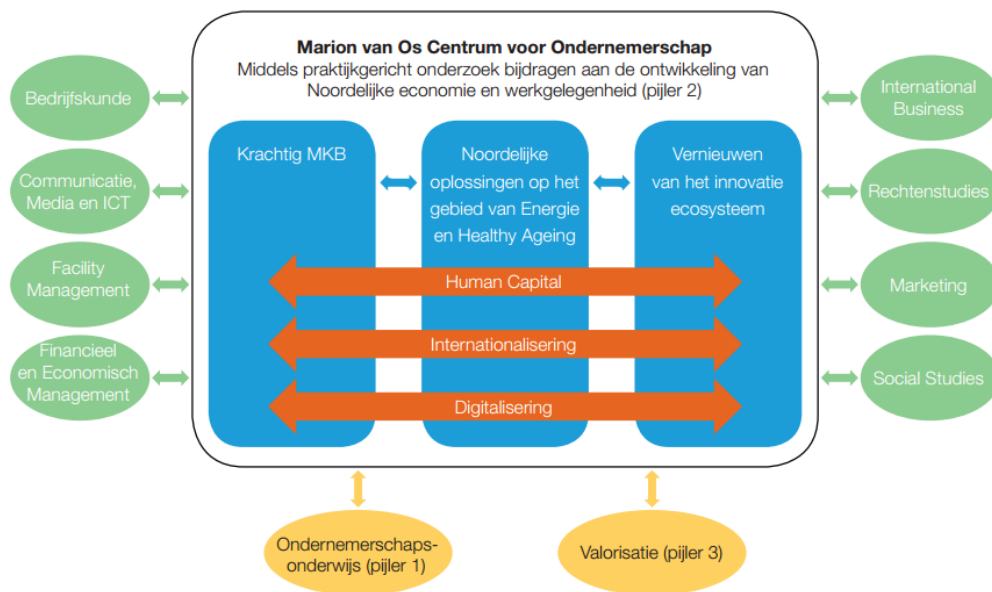 Marion van Os Centrum voor Ondernemerschap
Middels praktijkgericht onderzoek bijdragen aan de ontwikkeling van
Noordelijke economie en werkgelegenheid (pijler 2)
Bedrijfskunde
Communicatie,
Media en ICT
Facility
Management
Financieel
en Economisch
Management
Krachtig MKB
Noordelijke
oplossingen op het
gebied van Energie
en Healthy Ageing
Vernieuwen
van het innovatie
ecosysteem
Human Capital
Internationalisering
Digitalisering
International
Business
Rechtenstudies
Marketing
Social Studies
Ondernemerschaps-
onderwijs (pijler 1)
Valorisatie (pijler 3)